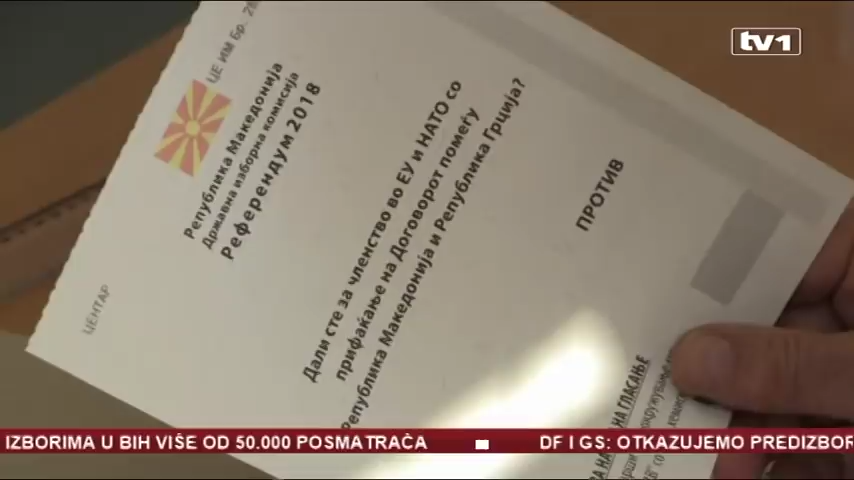 tv1
ЦЕ ИМ Бр.
Република Македонија
Државна изборна комисија
Референдум 2018
ЦЕНТАР
Дали сте за членство во ЕУ и НАТО со
прифаќање на Договорот помеѓу
Република Македонија и Република Грција?
ПРОТИВ
НА ГЛАСАЊЕ
IZBORIMA U BIH VIŠE OD 50.000 POSMATRAČA
DF I GS: OTKAZUJEMO PREDIZBOR